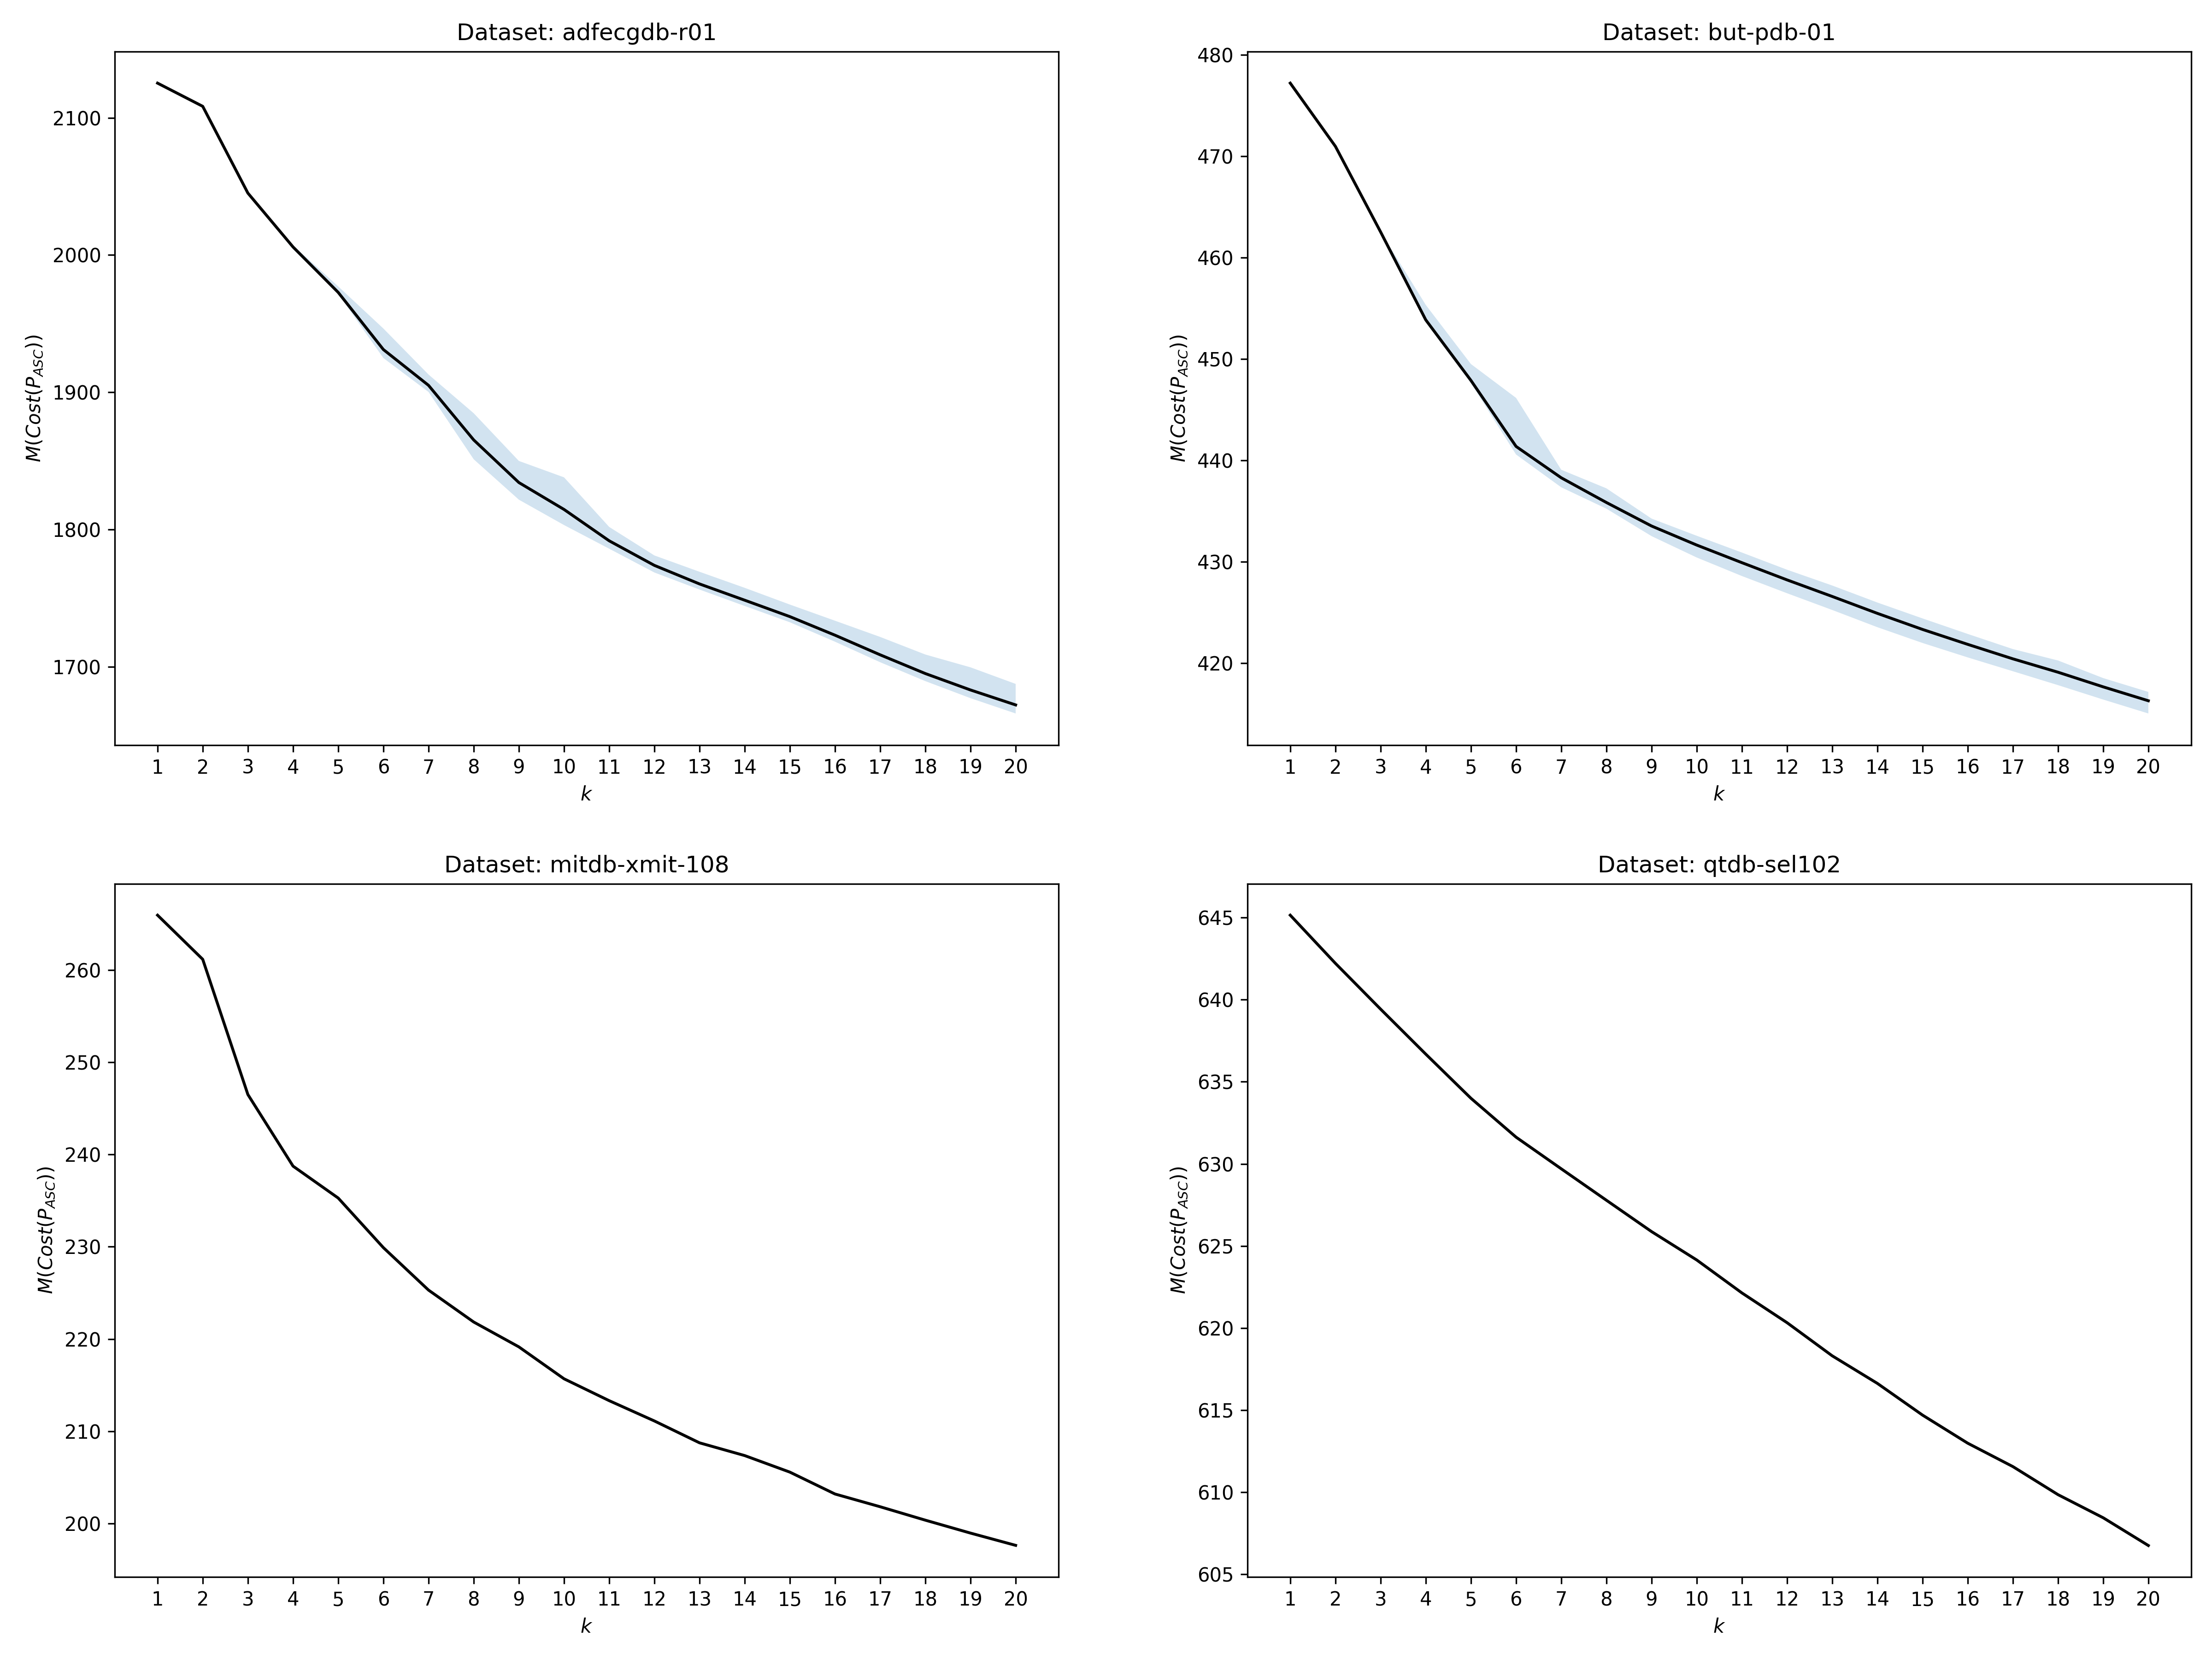 Dataset: adfecgdb-r01
2100
2000
1900
1800
1700
M(Cost(P_ASC))
1 2 3 4 5 6 7 8 9 10 11 12 13 14 15 16 17 18 19 20
k
Dataset: but-pdb-01
480
470
460
450
440
430
420
M(Cost(P_ASC))
1 2 3 4 5 6 7 8 9 10 11 12 13 14 15 16 17 18 19 20
k
Dataset: mitdb-xmit-108
260
250
240
230
220
210
200
M(Cost(P_ASC))
1 2 3 4 5 6 7 8 9 10 11 12 13 14 15 16 17 18 19 20
k
Dataset: qtdb-sel102
645
640
635
630
625
620
615
610
605
M(Cost(P_ASC))
1 2 3 4 5 6 7 8 9 10 11 12 13 14 15 16 17 18 19 20
k